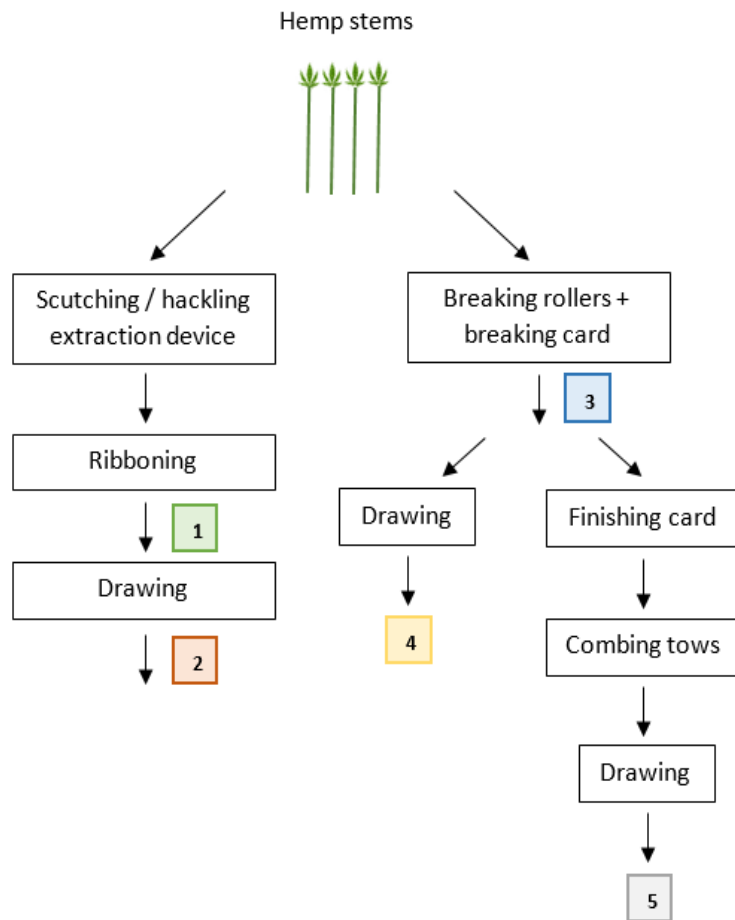 Hemp stems
Scutching / hackling
extraction device
Ribboning
1
Drawing
2
Breaking rollers +
breaking card
3
Drawing
4
Finishing card
Combing tows
Drawing
5